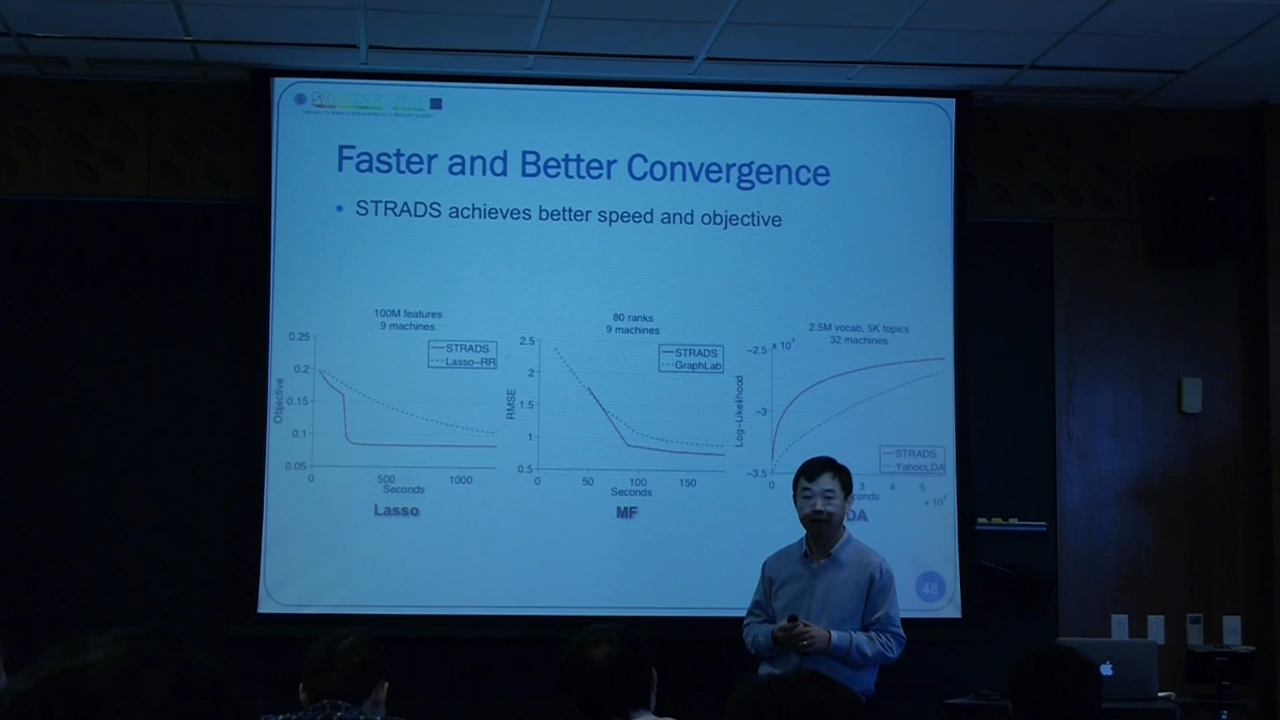 Faster and Better Convergence
• STRADS achieves better speed and objective
100M features
9 machines
0.25
0.2
0.15
0.1
0.05
Objective
STRADS
Lasso-RR
0
500
1000
Seconds
Lasso
80 ranks
9 machines
2.5
2
1.5
1
0.5
RMSE
STRADS
GraphLab
0
50
100
150
Seconds
MF
2.5M vocab, 5K topics
32 machines
-2.5
-3
-3.5
Log-Likelihood
STRADS
YahooLDA
0
3
4
5
conds
DA
48